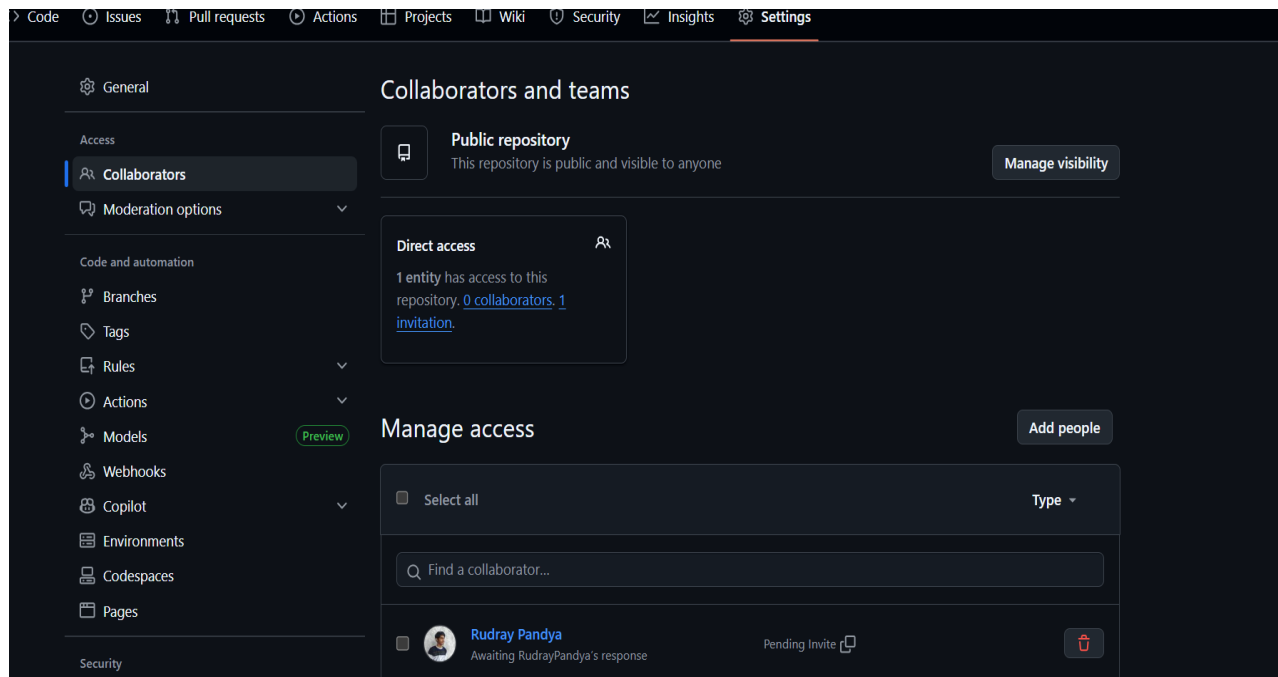 Code Issues Pull requests Actions Projects Wiki Security Insights Settings
General
Access
Collaborators
Moderation options
Code and automation
Branches
Tags
Rules
Actions
Models Preview
Webhooks
Copilot
Environments
Codespaces
Pages
Security
Collaborators and teams
Public repository
This repository is public and visible to anyone
Manage visibility
Direct access
1 entity has access to this
repository. 0 collaborators. 1
invitation.
Manage access
Add people
Select all
Type
Find a collaborator...
Rudray Pandya
Awaiting RudrayPandya's response
Pending Invite